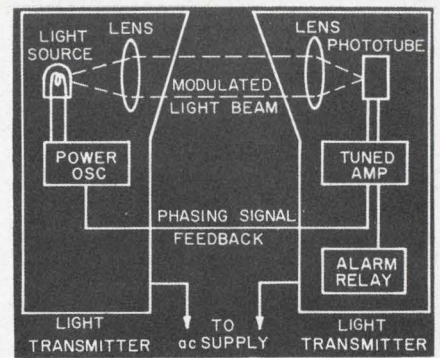 LIGHT
SOURCE
LENS
LENS
PHOTOTUBE
MODULATED
LIGHT BEAM
POWER
OSC
TUNED
AMP
PHASING SIGNAL
FEEDBACK
ALARM
RELAY
LIGHT
TRANSMITTER
TO
ac SUPPLY
LIGHT
TRANSMITTER